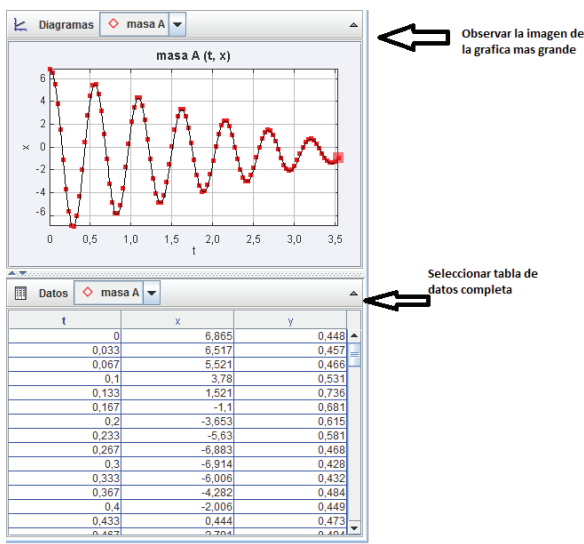 Diagramas masa A
Observar la imagen de
la grafica mas grande
masa A (t, x)
6
4
2
0
-2
-4
-6
x
0 0,5 1,0 1,5 2,0 2,5 3,0 3,5
t
Seleccionar tabla de
datos completa
Datos masa A
t x y
0 6,865 0,448
0,033 6,517 0,457
0,067 5,521 0,466
0,1 3,78 0,531
0,133 1,521 0,736
0,167 -1,1 0,681
0,2 -3,653 0,615
0,233 -5,63 0,581
0,267 -6,883 0,468
0,3 -6,914 0,428
0,333 -6,006 0,432
0,367 -4,282 0,484
0,4 -2,006 0,449
0,433 0,444 0,473